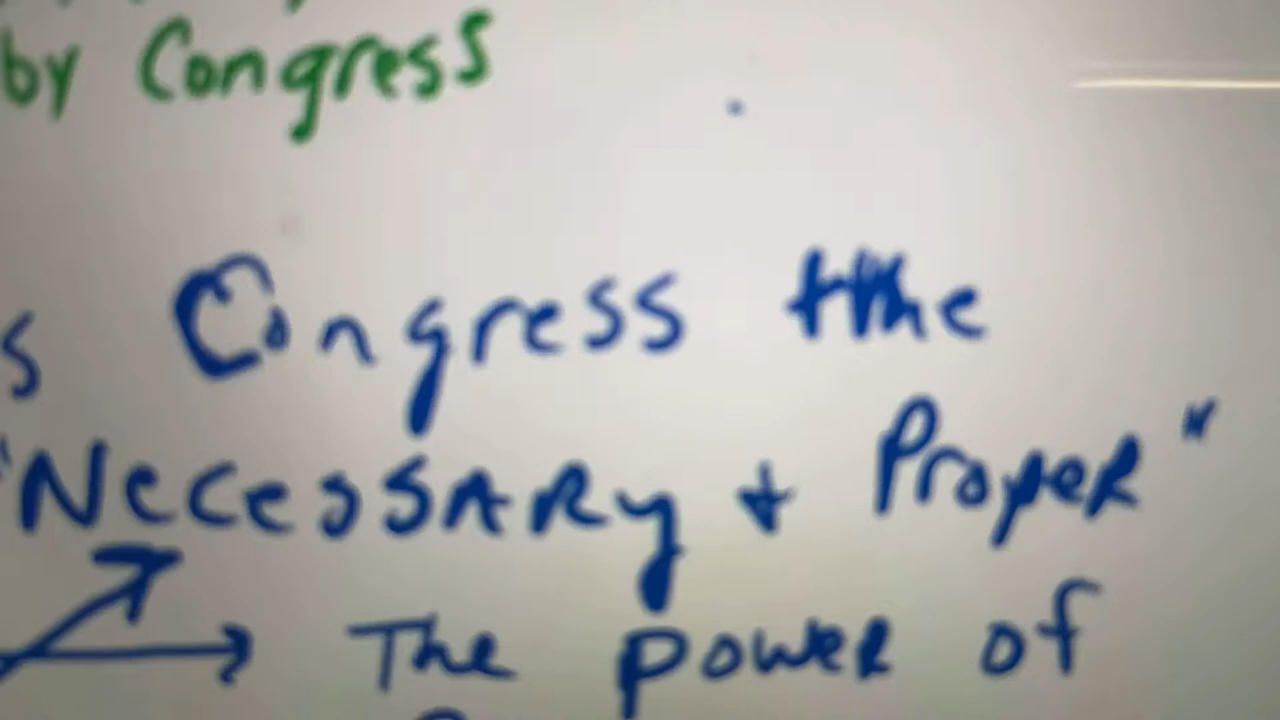 by Congress
s Congress the
"Necessary + Proper"
The power of